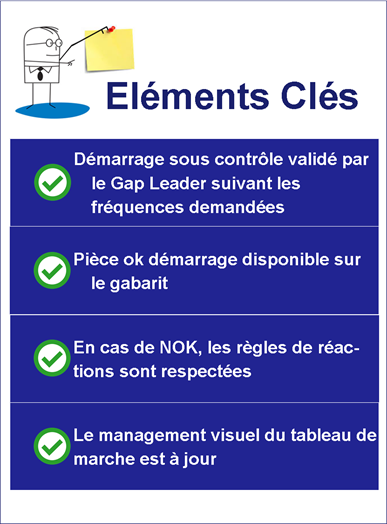 Eléments Clés
Démarrage sous contrôle validé par
le Gap Leader suivant les
fréquences demandées
Pièce ok démarrage disponible sur
le gabarit
En cas de NOK, les règles de réac-
tions sont respectées
Le management visuel du tableau de
marche est à jour